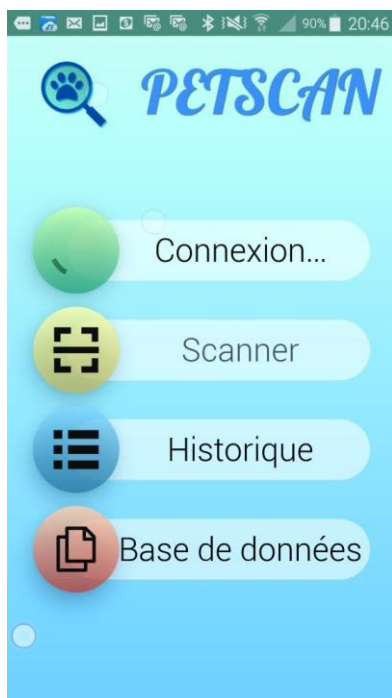 90% 20:46
PETSCAN
Connexion...
Scanner
Historique
Base de données